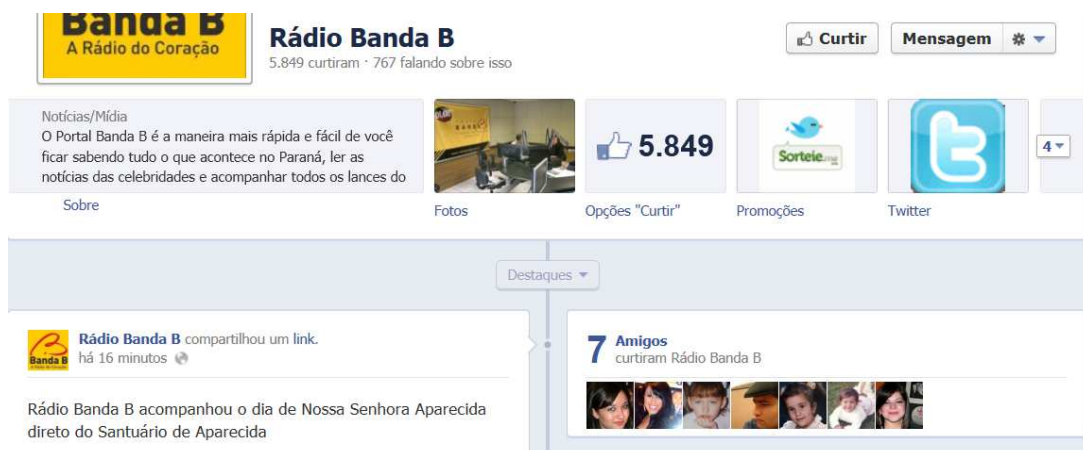 Banda B
A Rádio do Coração
Rádio Banda B
5.849 curtiram · 767 falando sobre isso
Curtir
Mensagem
Notícias/Mídia
O Portal Banda B é a maneira mais rápida e fácil de você
ficar sabendo tudo o que acontece no Paraná, ler as
notícias das celebridades e acompanhar todos os lances do
Sobre
Fotos
5.849
Opções "Curtir"
Sorteie.me
Promoções
Twitter
4
Destaques
Rádio Banda B compartilhou um link.
há 16 minutos
Banda B
Rádio Banda B acompanhou o dia de Nossa Senhora Aparecida
direto do Santuário de Aparecida
7 Amigos
curtiram Rádio Banda B